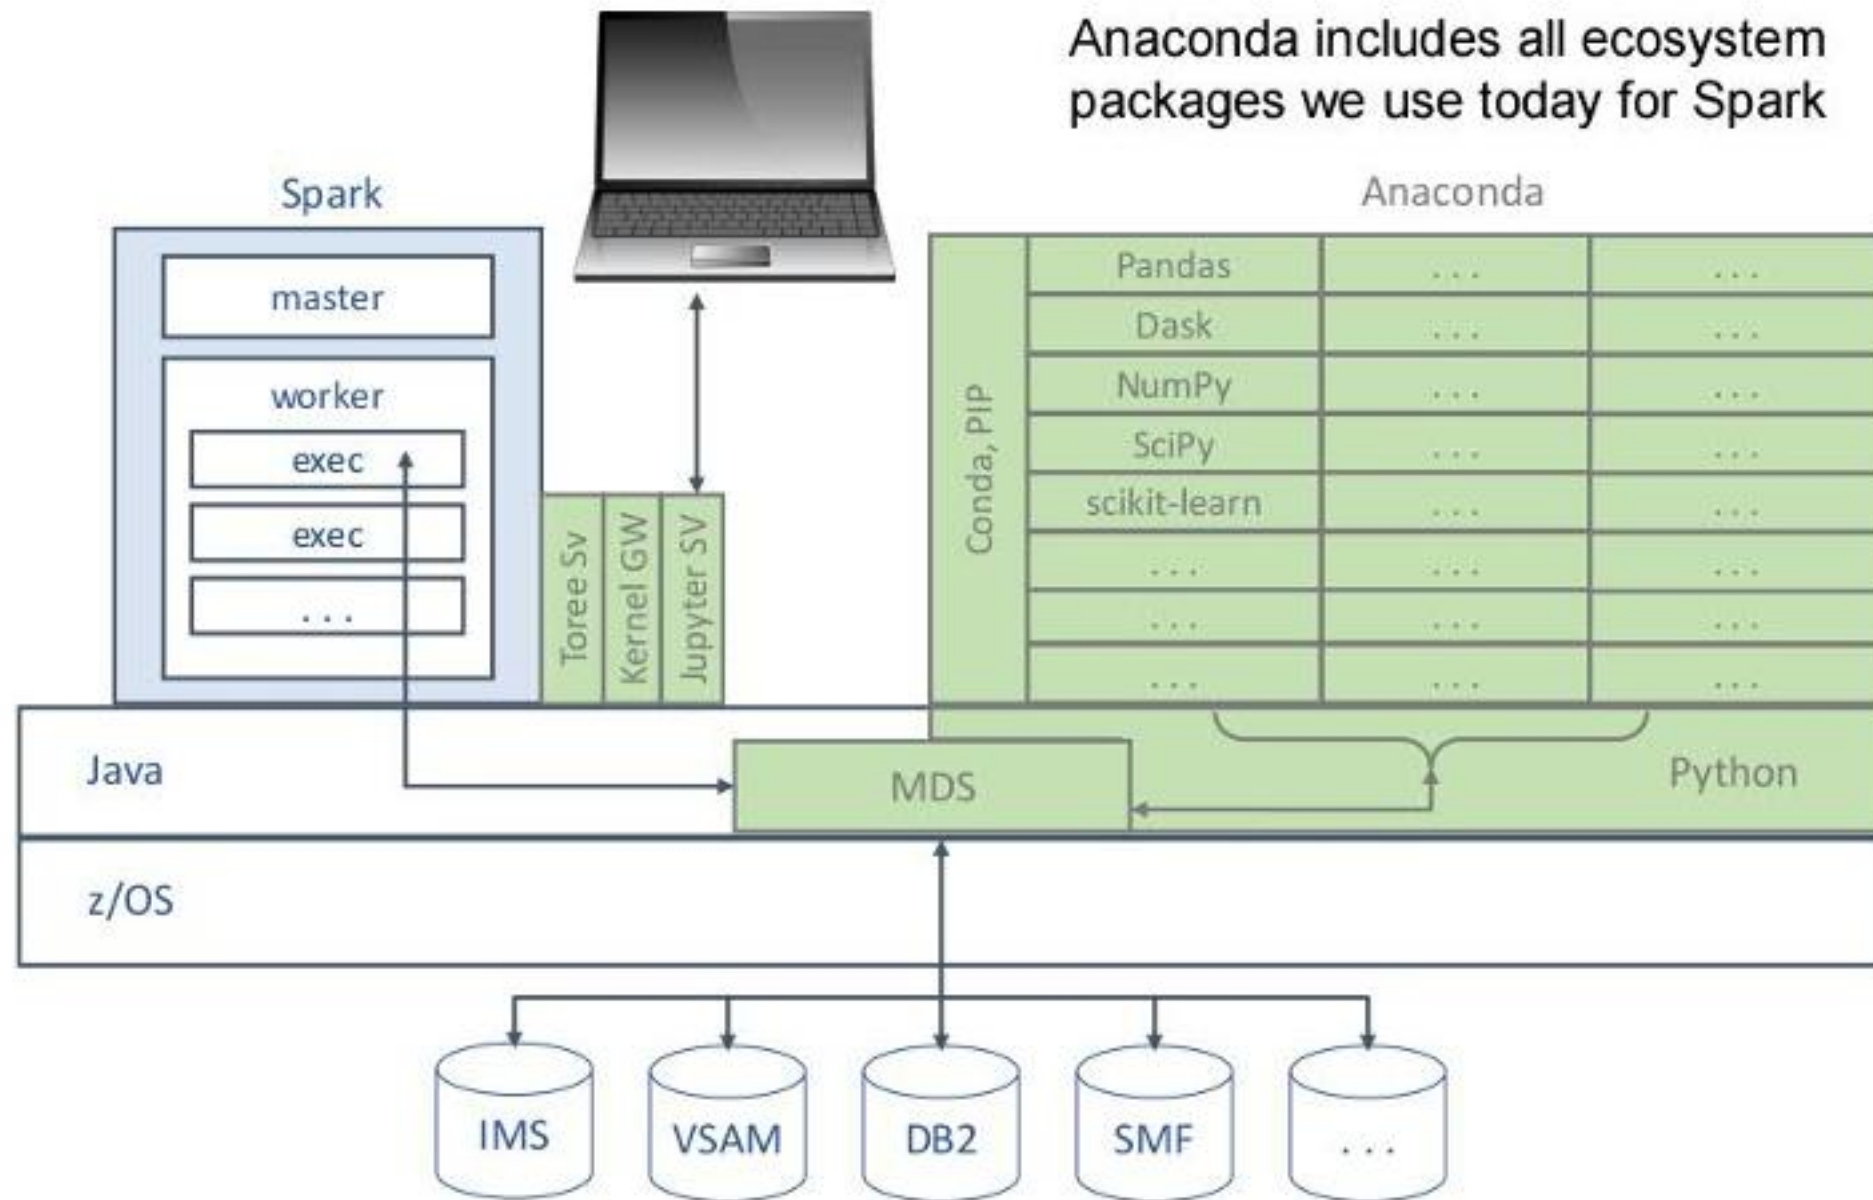 Anaconda includes all ecosystem
packages we use today for Spark
Spark
master
worker
exec
exec
. . .
Toree Sv
Kernel GW
Jupyter SV
Anaconda
Conda, PIP
Pandas . . . . . .
Dask . . . . . .
NumPy . . . . . .
SciPy . . . . . .
scikit-learn . . . . . .
. . . . . . . . .
. . . . . . . . .
. . . . . . . . .
Java
MDS
Python
z/OS
IMS
VSAM
DB2
SMF
. . .